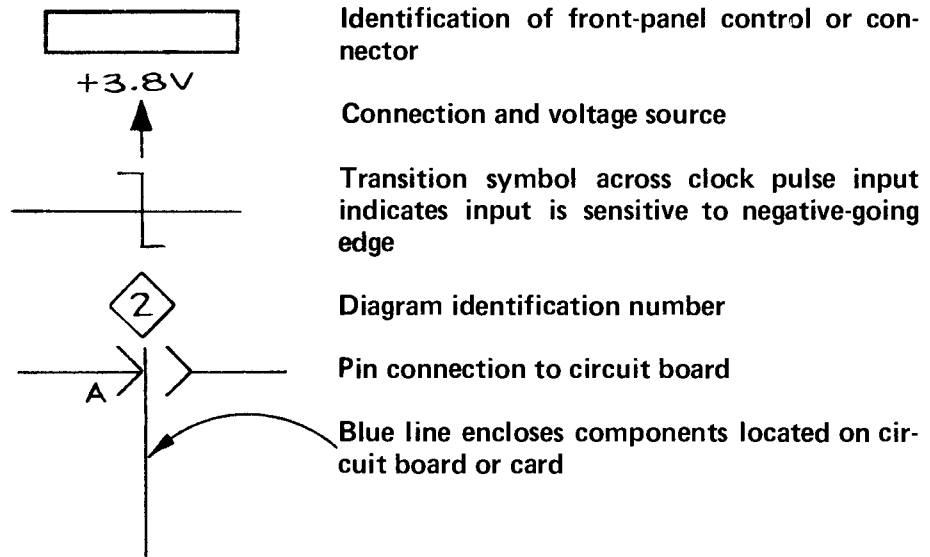 Identification of front-panel control or con-
nector
+3.8V
Connection and voltage source
Transition symbol across clock pulse input
indicates input is sensitive to negative-going
edge
2
Diagram identification number
Pin connection to circuit board
A
Blue line encloses components located on cir-
cuit board or card